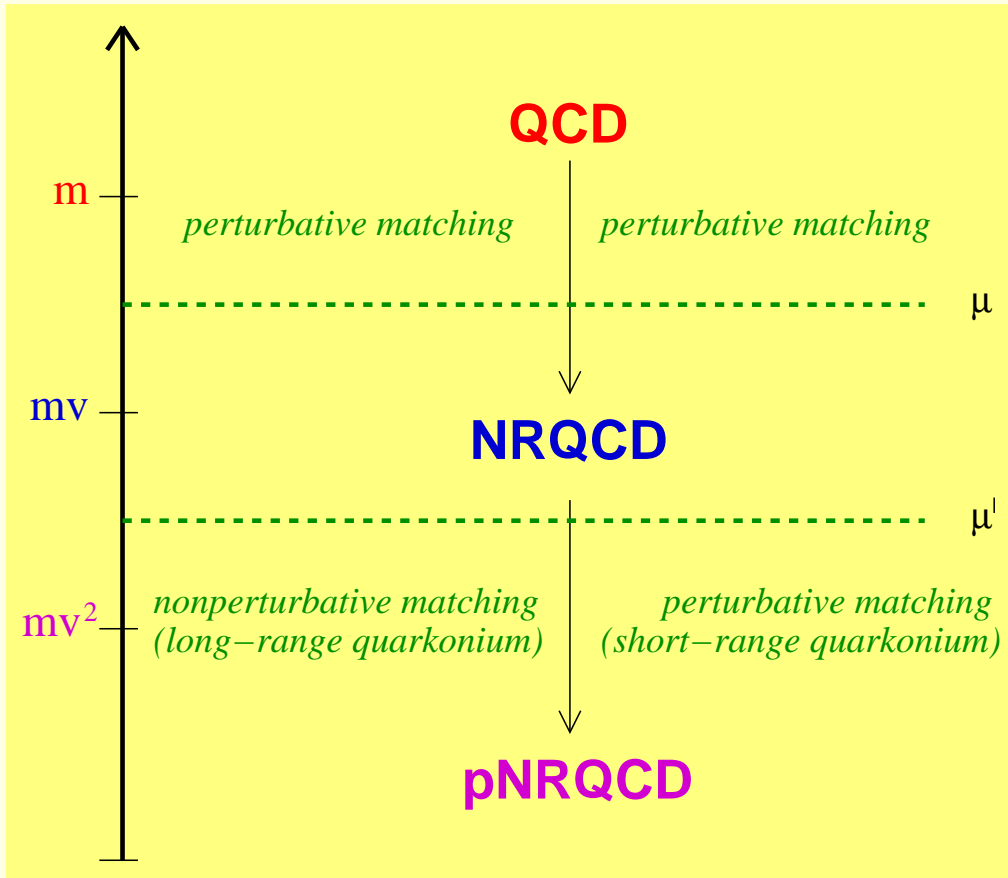 QCD
m
perturbative matching perturbative matching
μ
mv
NRQCD
μ'
nonperturbative matching perturbative matching
mv² (long−range quarkonium) (short−range quarkonium)
pNRQCD